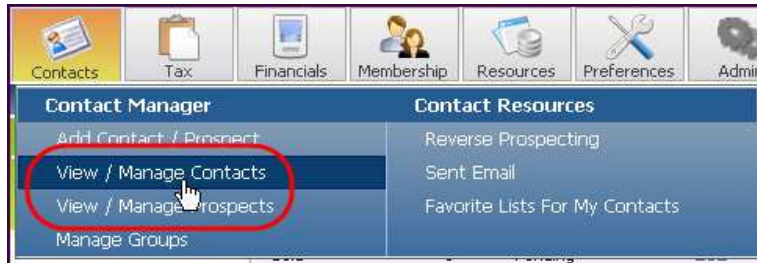 Contacts Tax Financials Membership Resources Preferences
Contact Manager
Add Contact / Prospect
View / Manage Contacts
View / Manage Prospects
Manage Groups
Contact Resources
Reverse Prospecting
Sent Email
Favorite Lists For My Contacts